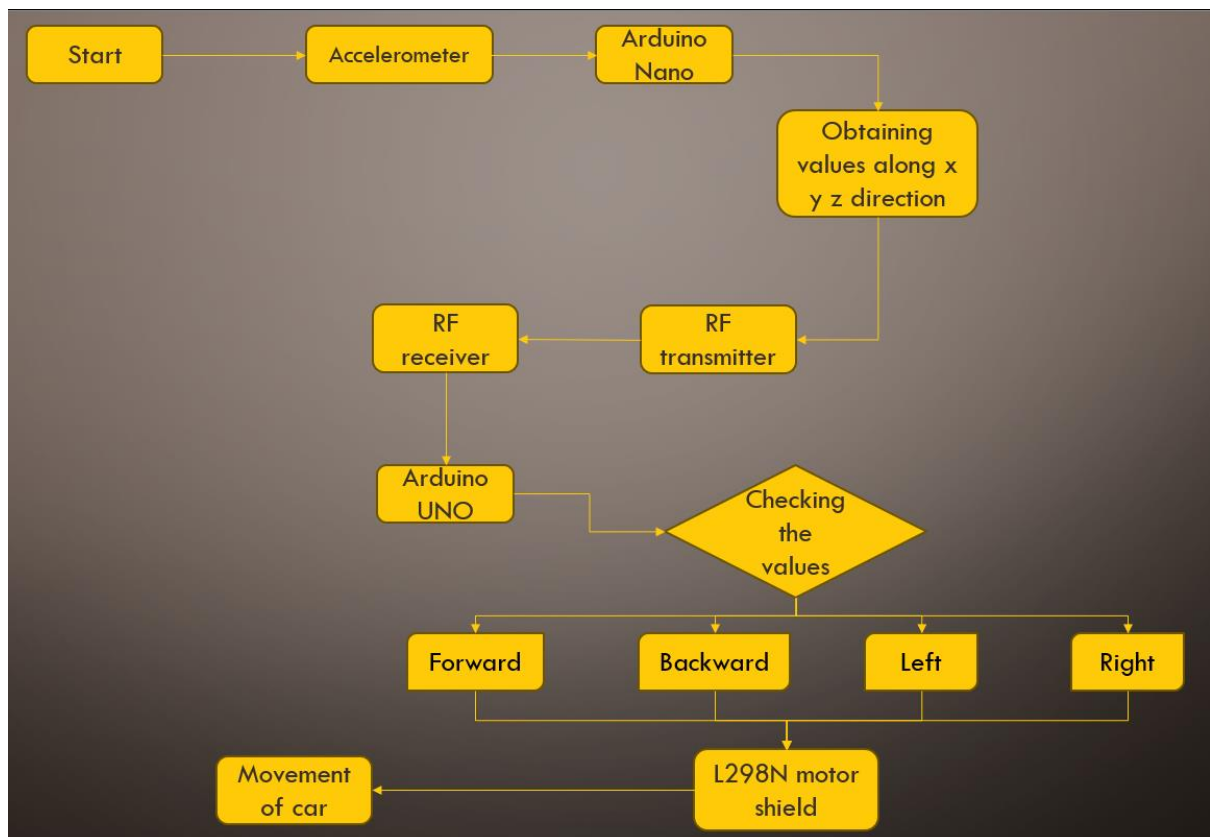 Start
Accelerometer
Arduino
Nano
Obtaining
values along x
y z direction
RF
transmitter
RF
receiver
Arduino
UNO
Checking
the
values
Forward
Backward
Left
Right
L298N motor
shield
Movement
of car